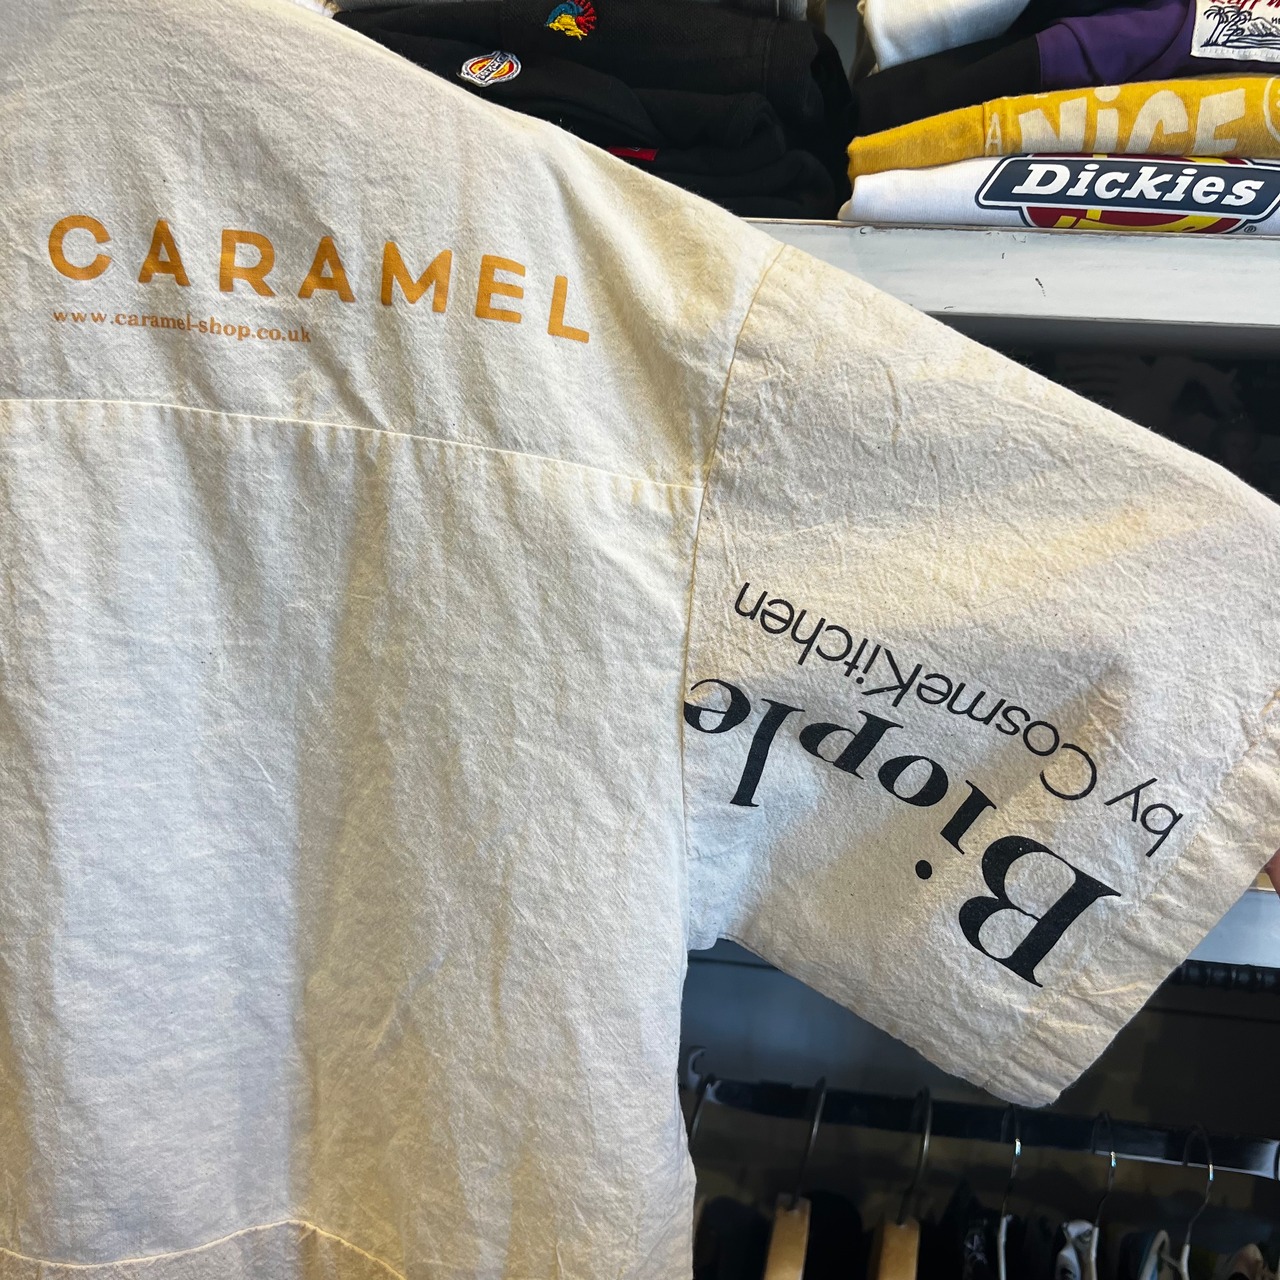 CARAMEL
www.caramel-shop.co.uk
Biople
by CosmeKitchen
A NiCE
Dickies